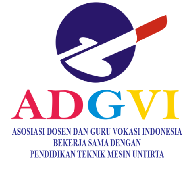 ADGVI
ASOSIASI DOSEN DAN GURU VOKASI INDONESIA
BEKERJA SAMA DENGAN
PENDIDIKAN TEKNIK MESIN UNTIRTA